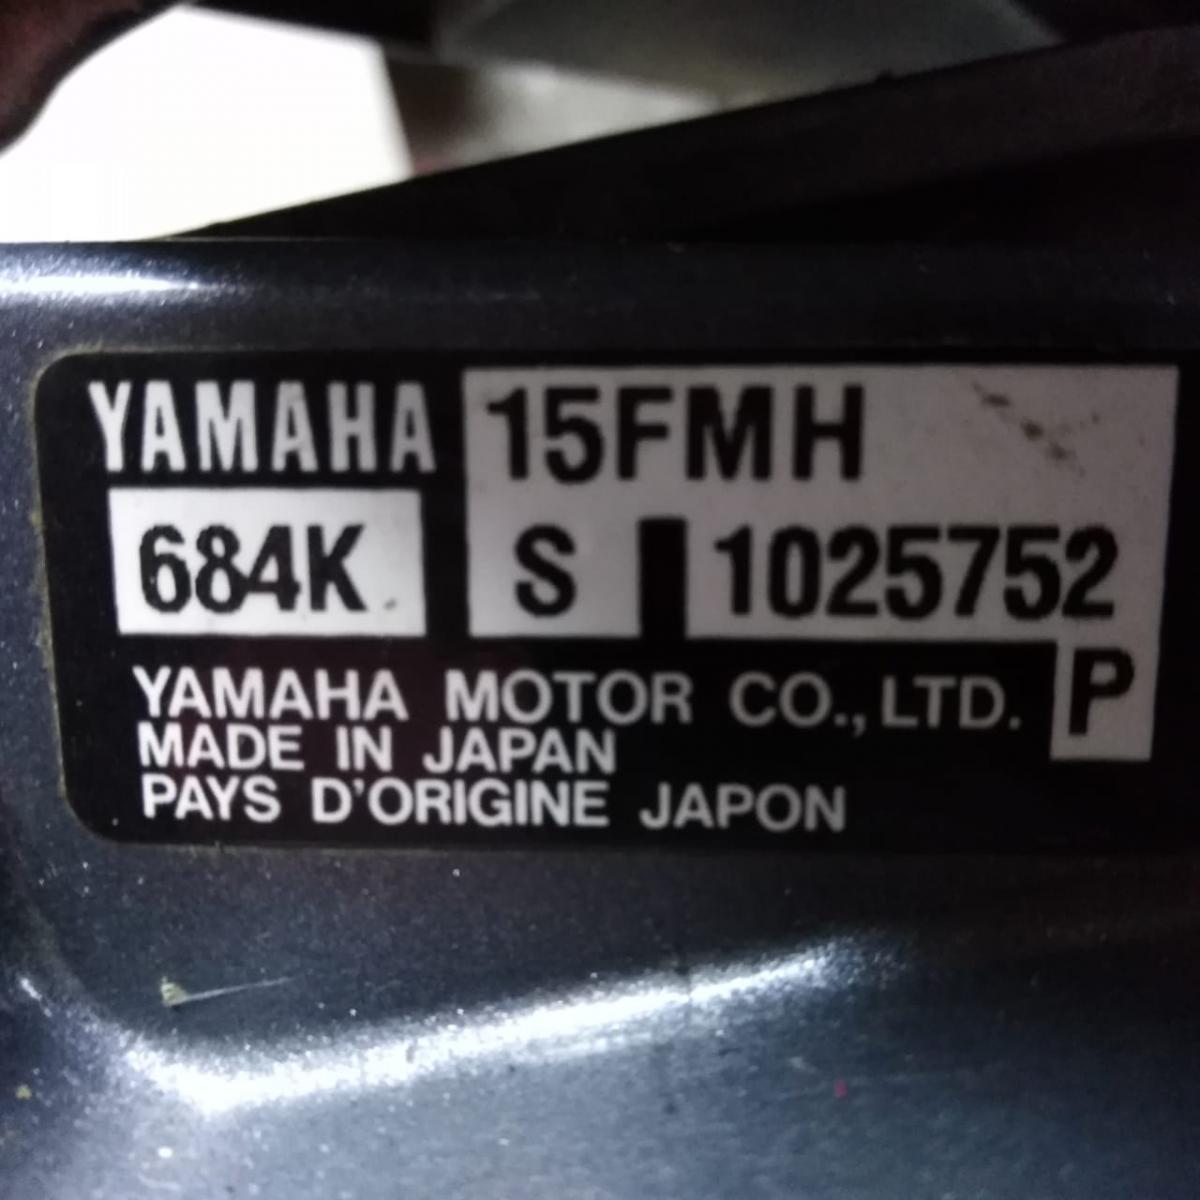 YAMAHA 15FMH
684K S 1025752
P
YAMAHA MOTOR CO., LTD.
MADE IN JAPAN
PAYS D'ORIGINE JAPON